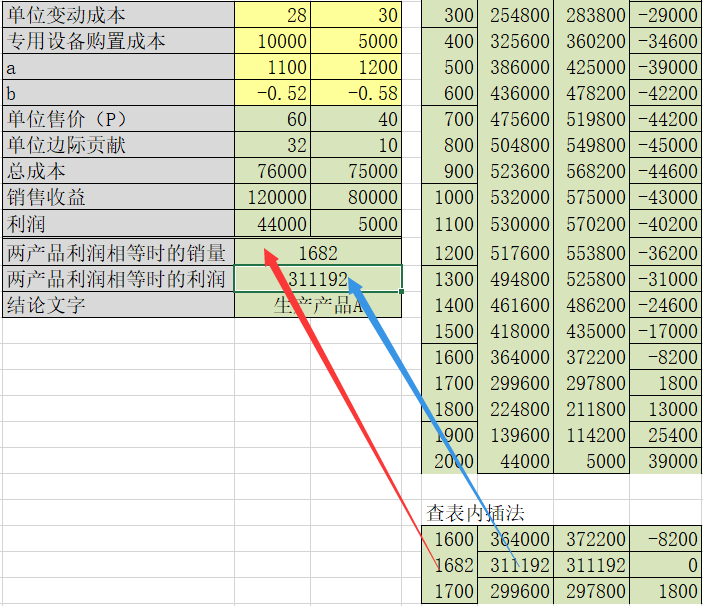 单位变动成本 28 30
专用设备购置成本 10000 5000
a 1100 1200
b -0.52 -0.58
单位售价（P） 60 40
单位边际贡献 32 10
总成本 76000 75000
销售收益 120000 80000
利润 44000 5000
两产品利润相等时的销量 1682
两产品利润相等时的利润 311192
结论文字 生产产品A
300 254800 283800 -29000
400 325600 360200 -34600
500 386000 425000 -39000
600 436000 478200 -42200
700 475600 519800 -44200
800 504800 549800 -45000
900 523600 568200 -44600
1000 532000 575000 -43000
1100 530000 570200 -40200
1200 517600 553800 -36200
1300 494800 525800 -31000
1400 461600 486200 -24600
1500 418000 435000 -17000
1600 364000 372200 -8200
1700 299600 297800 1800
1800 224800 211800 13000
1900 139600 114200 25400
2000 44000 5000 39000
查表内插法
1600 364000 372200 -8200
1682 311192 311192 0
1700 299600 297800 1800